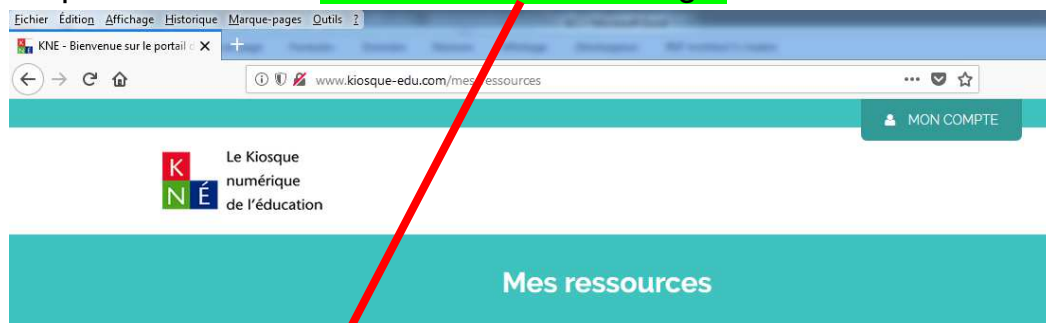 Fichier Édition Affichage Historique Marque-pages Outils ?
KNE - Bienvenue sur le portail
www.kiosque-edu.com/mes-ressources
MON COMPTE
K
N É
Le Kiosque
numérique
de l'éducation
Mes ressources